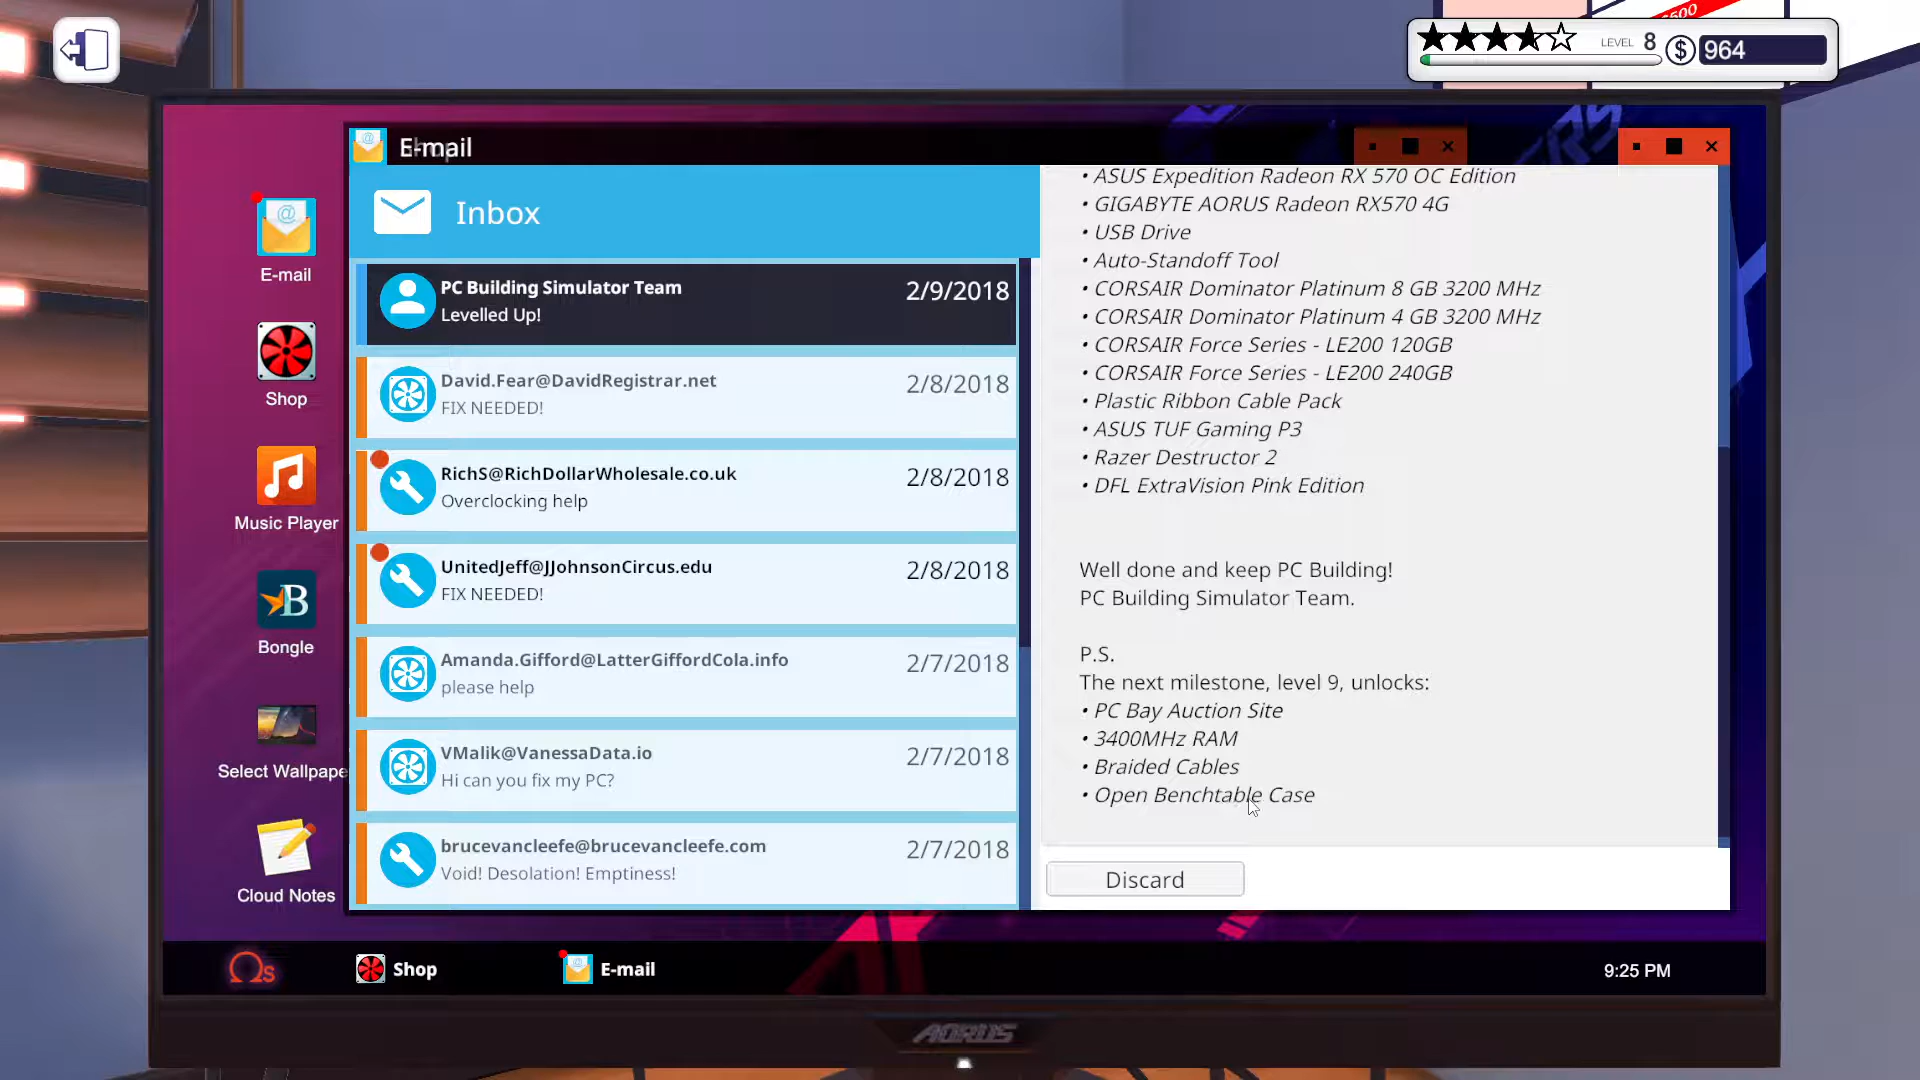 $500
LEVEL 8
$ 964
E-mail
E-mail
Inbox
PC Building Simulator Team
2/9/2018
Levelled Up!
David.Fear@DavidRegistrar.net
2/8/2018
FIX NEEDED!
RichS@RichDollarWholesale.co.uk
2/8/2018
Overclocking help
UnitedJeff@JJohnsonCircus.edu
2/8/2018
FIX NEEDED!
Amanda.Gifford@LatterGiffordCola.info
2/7/2018
please help
VMalik@VanessaData.io
2/7/2018
Hi can you fix my PC?
brucevancleefe@brucevancleefe.com
2/7/2018
Void! Desolation! Emptiness!
• ASUS Expedition Radeon RX 570 OC Edition
• GIGABYTE AORUS Radeon RX570 4G
• USB Drive
• Auto-Standoff Tool
• CORSAIR Dominator Platinum 8 GB 3200 MHz
• CORSAIR Dominator Platinum 4 GB 3200 MHz
• CORSAIR Force Series - LE200 120GB
• CORSAIR Force Series - LE200 240GB
• Plastic Ribbon Cable Pack
• ASUS TUF Gaming P3
• Razer Destructor 2
• DFL ExtraVision Pink Edition
Well done and keep PC Building!
PC Building Simulator Team.
P.S.
The next milestone, level 9, unlocks:
• PC Bay Auction Site
• 3400MHz RAM
• Braided Cables
• Open Benchtable Case
Discard
Shop
Music Player
Bongle
Select Wallpape
Cloud Notes
Ωs
Shop
E-mail
9:25 PM
AORUS